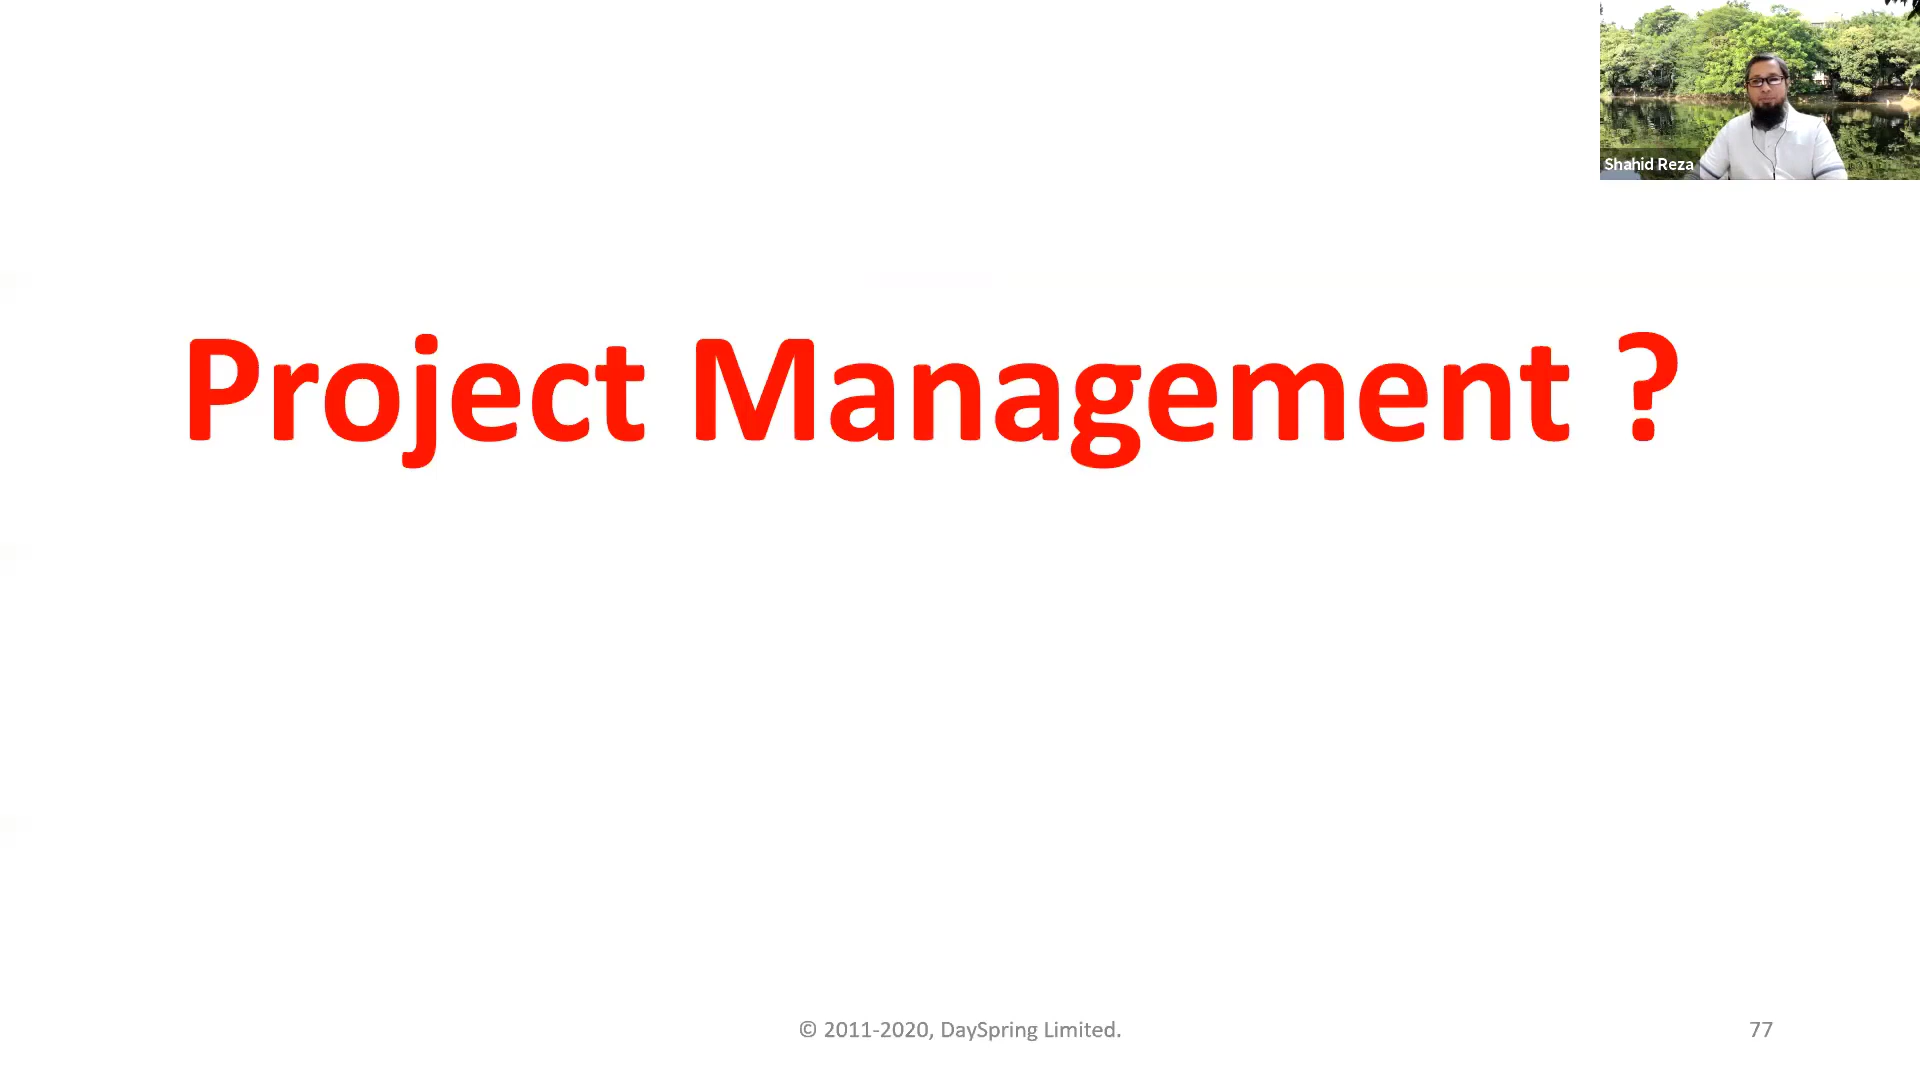 Shahid Reza
Project Management ?
© 2011-2020, DaySpring Limited.
77